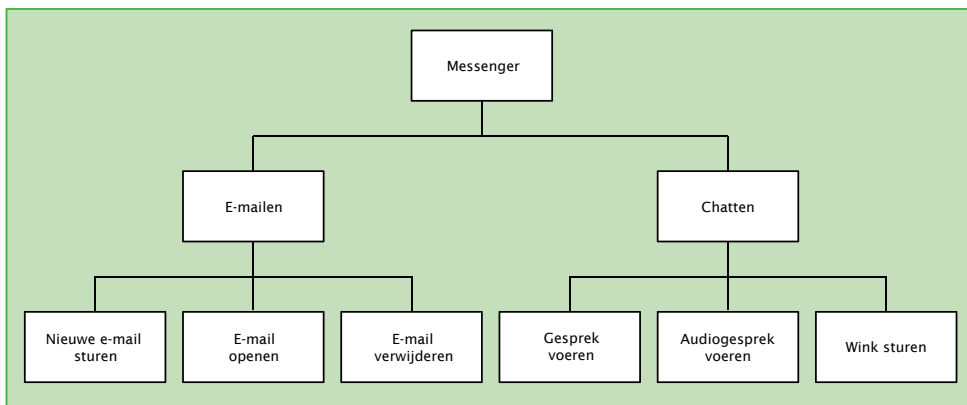 Messenger
E-mailen
Chatten
Nieuwe e-mail
sturen
E-mail
openen
E-mail
verwijderen
Gesprek
voeren
Audiogesprek
voeren
Wink sturen